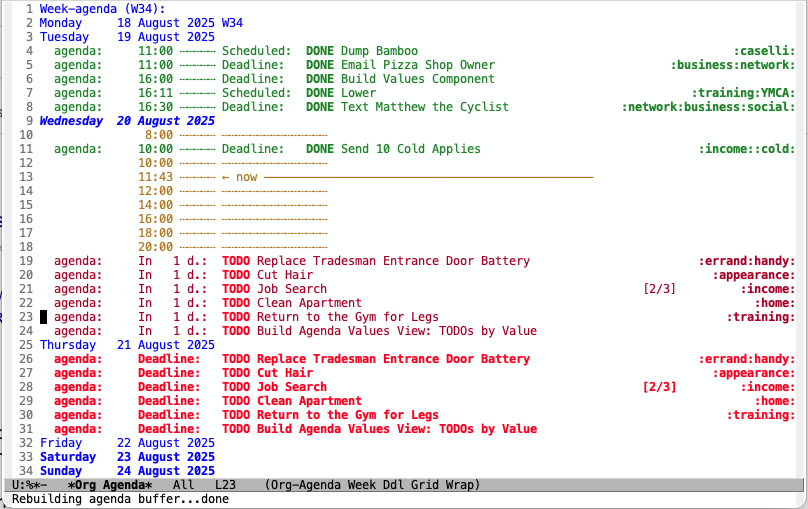 1 Week-agenda (W34):
2 Monday 18 August 2025 W34
3 Tuesday 19 August 2025
4 agenda: 11:00 ┄┄┄┄┄ Scheduled: DONE Dump Bamboo :caselli:
5 agenda: 11:00 ┄┄┄┄┄ Deadline: DONE Email Pizza Shop Owner :business:network:
6 agenda: 16:00 ┄┄┄┄┄ Deadline: DONE Build Values Component
7 agenda: 16:11 ┄┄┄┄┄ Scheduled: DONE Lower :training:YMCA:
8 agenda: 16:30 ┄┄┄┄┄ Deadline: DONE Text Matthew the Cyclist :network:business:social:
9 Wednesday 20 August 2025
10 8:00 ┄┄┄┄┄ ┄┄┄┄┄┄┄┄┄┄┄┄┄┄┄
11 agenda: 10:00 ┄┄┄┄┄ Deadline: DONE Send 10 Cold Applies :income::cold:
12 10:00 ┄┄┄┄┄ ┄┄┄┄┄┄┄┄┄┄┄┄┄┄┄
13 11:43 ┄┄┄┄┄ ← now ───────────────────────────────────────────────
14 12:00 ┄┄┄┄┄ ┄┄┄┄┄┄┄┄┄┄┄┄┄┄┄
15 14:00 ┄┄┄┄┄ ┄┄┄┄┄┄┄┄┄┄┄┄┄┄┄
16 16:00 ┄┄┄┄┄ ┄┄┄┄┄┄┄┄┄┄┄┄┄┄┄
17 18:00 ┄┄┄┄┄ ┄┄┄┄┄┄┄┄┄┄┄┄┄┄┄
18 20:00 ┄┄┄┄┄ ┄┄┄┄┄┄┄┄┄┄┄┄┄┄┄
19 agenda: In 1 d.: TODO Replace Tradesman Entrance Door Battery :errand:handy:
20 agenda: In 1 d.: TODO Cut Hair :appearance:
21 agenda: In 1 d.: TODO Job Search [2/3] :income:
22 agenda: In 1 d.: TODO Clean Apartment :home:
23 agenda: In 1 d.: TODO Return to the Gym for Legs :training:
24 agenda: In 1 d.: TODO Build Agenda Values View: TODOs by Value
25 Thursday 21 August 2025
26 agenda: Deadline: TODO Replace Tradesman Entrance Door Battery :errand:handy:
27 agenda: Deadline: TODO Cut Hair :appearance:
28 agenda: Deadline: TODO Job Search [2/3] :income:
29 agenda: Deadline: TODO Clean Apartment :home:
30 agenda: Deadline: TODO Return to the Gym for Legs :training:
31 agenda: Deadline: TODO Build Agenda Values View: TODOs by Value
32 Friday 22 August 2025
33 Saturday 23 August 2025
34 Sunday 24 August 2025
U:%*- *Org Agenda* All L23 (Org-Agenda Week Ddl Grid Wrap)
Rebuilding agenda buffer...done